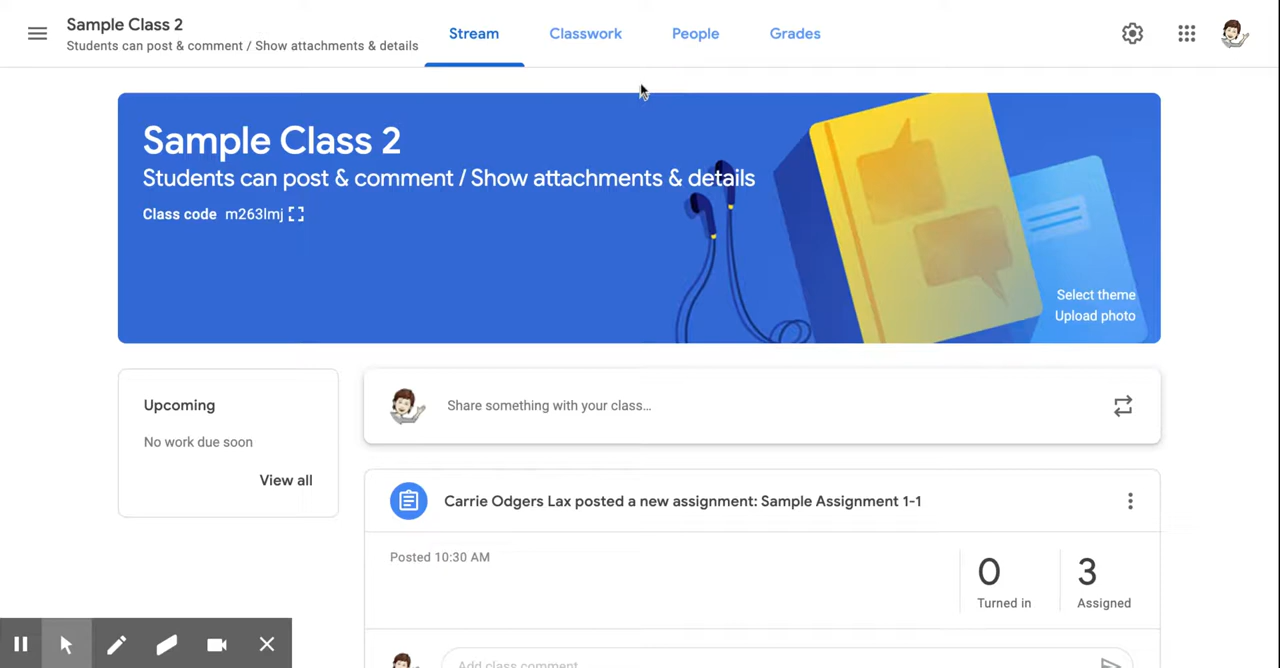 Sample Class 2
Students can post & comment / Show attachments & details
Stream
Classwork
People
Grades
Sample Class 2
Students can post & comment / Show attachments & details
Class code m263lmj
Select theme
Upload photo
Upcoming
No work due soon
View all
Share something with your class…
Carrie Odgers Lax posted a new assignment: Sample Assignment 1-1
Posted 10:30 AM
0
Turned in
3
Assigned
Add class comment